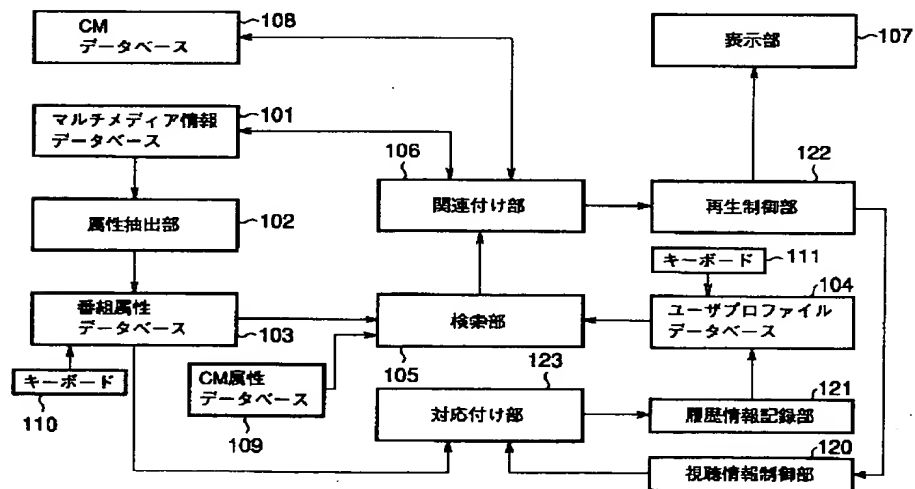 CM
データベース
108
表示部
107
マルチメディア情報
データベース
101
106
関連付け部
122
再生制御部
属性抽出部
102
キーボード
111
番組属性
データベース
103
検索部
105
104
ユーザプロファイル
データベース
キーボード
110
CM属性
データベース
109
123
対応付け部
121
履歴情報記録部
120
視聴情報制御部